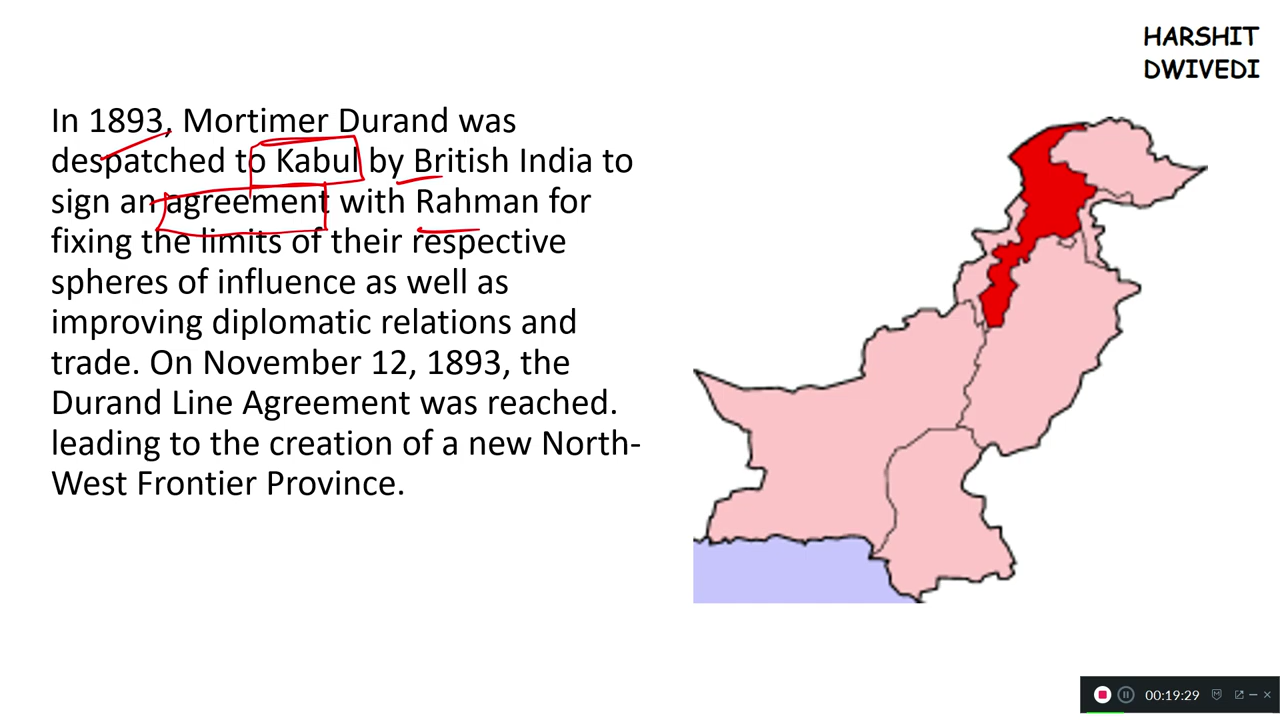 HARSHIT
DWIVEDI
In 1893, Mortimer Durand was
despatched to Kabul by British India to
sign an agreement with Rahman for
fixing the limits of their respective
spheres of influence as well as
improving diplomatic relations and
trade. On November 12, 1893, the
Durand Line Agreement was reached.
leading to the creation of a new North-
West Frontier Province.
00:19:29